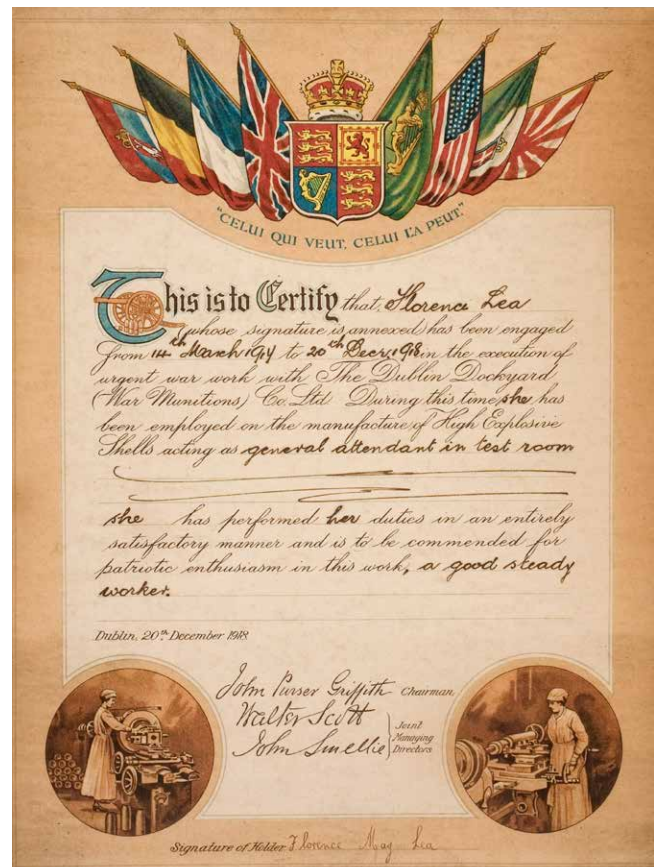 "CELUI QUI VEUT, CELUI LA PEUT."
This is to Certify that, Florence Lea
whose signature is annexed has been engaged
from 14th March 1917 to 20th Decr, 1918 in the execution of
urgent war work with The Dublin Dockyard
(War Munitions) Co. Ltd During this time she has
been employed on the manufacture of High Explosive
Shells acting as general attendant in test room
she has performed her duties in an entirely
satisfactory manner and is to be commended for
patriotic enthusiasm in this work, a good steady
worker.
Dublin, 20th December 1918
John Purser Griffith Chairman
Walter Scott
John Smellie
Joint
Managing
Directors
Signature of Holder Florence May Lea